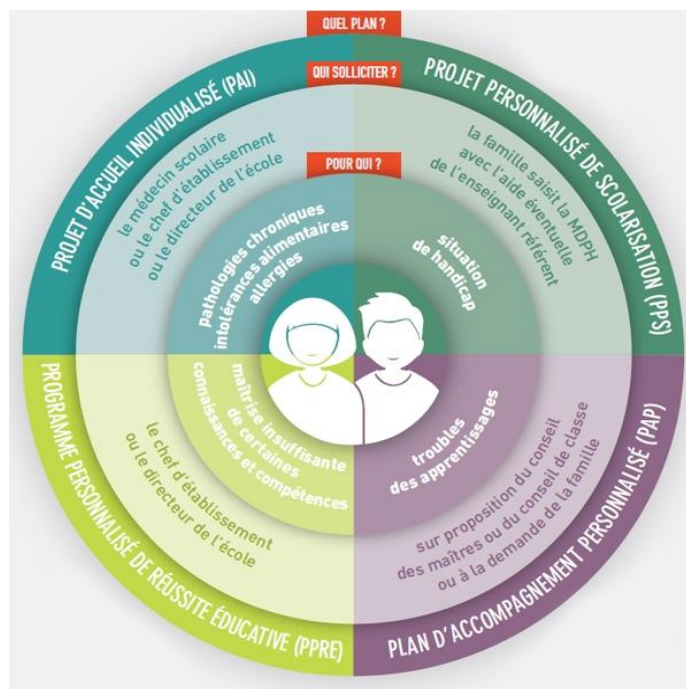 QUEL PLAN ?
QUI SOLLICITER ?
POUR QUI ?
PROJET D'ACCUEIL INDIVIDUALISÉ (PAI)
le médecin scolaire
ou le chef d'établissement
ou le directeur de l'école
pathologies chroniques
intolérances alimentaires
allergies
PROJET PERSONNALISÉ DE SCOLARISATION (PPS)
la famille saisit la MDPH
avec l'aide éventuelle
de l'enseignant référent
situation
de handicap
PROGRAMME PERSONNALISÉ DE RÉUSSITE ÉDUCATIVE (PPRE)
le chef d'établissement
ou le directeur de l'école
maîtrise insuffisante
de certaines
connaissances et compétences
PLAN D'ACCOMPAGNEMENT PERSONNALISÉ (PAP)
sur proposition du conseil
des maîtres ou du conseil de classe
ou à la demande de la famille
troubles
des apprentissages